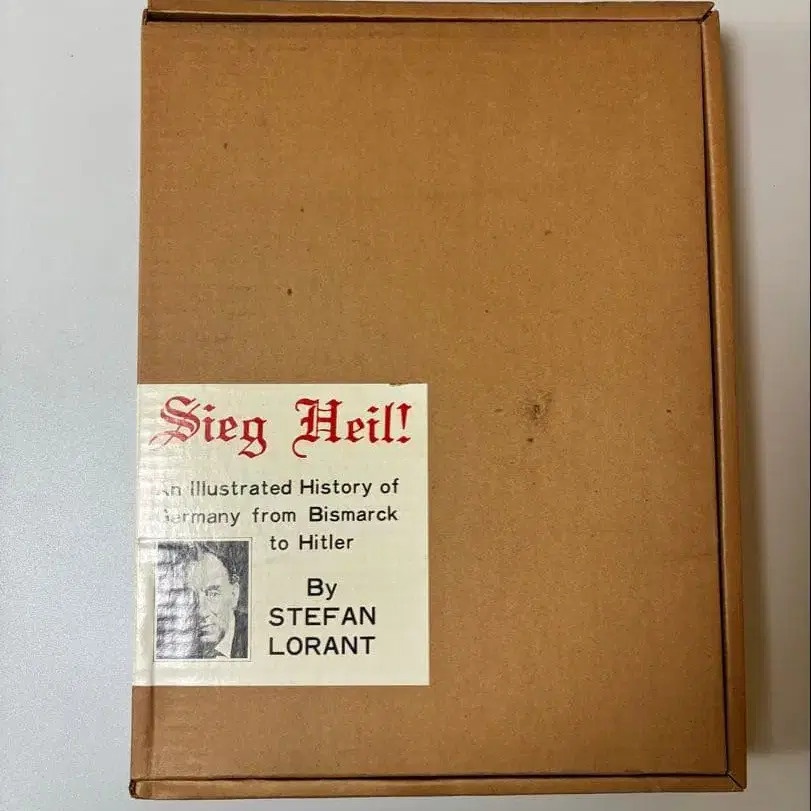 Sieg Heil!
An Illustrated History of
Germany from Bismarck
to Hitler
By
STEFAN
LORANT